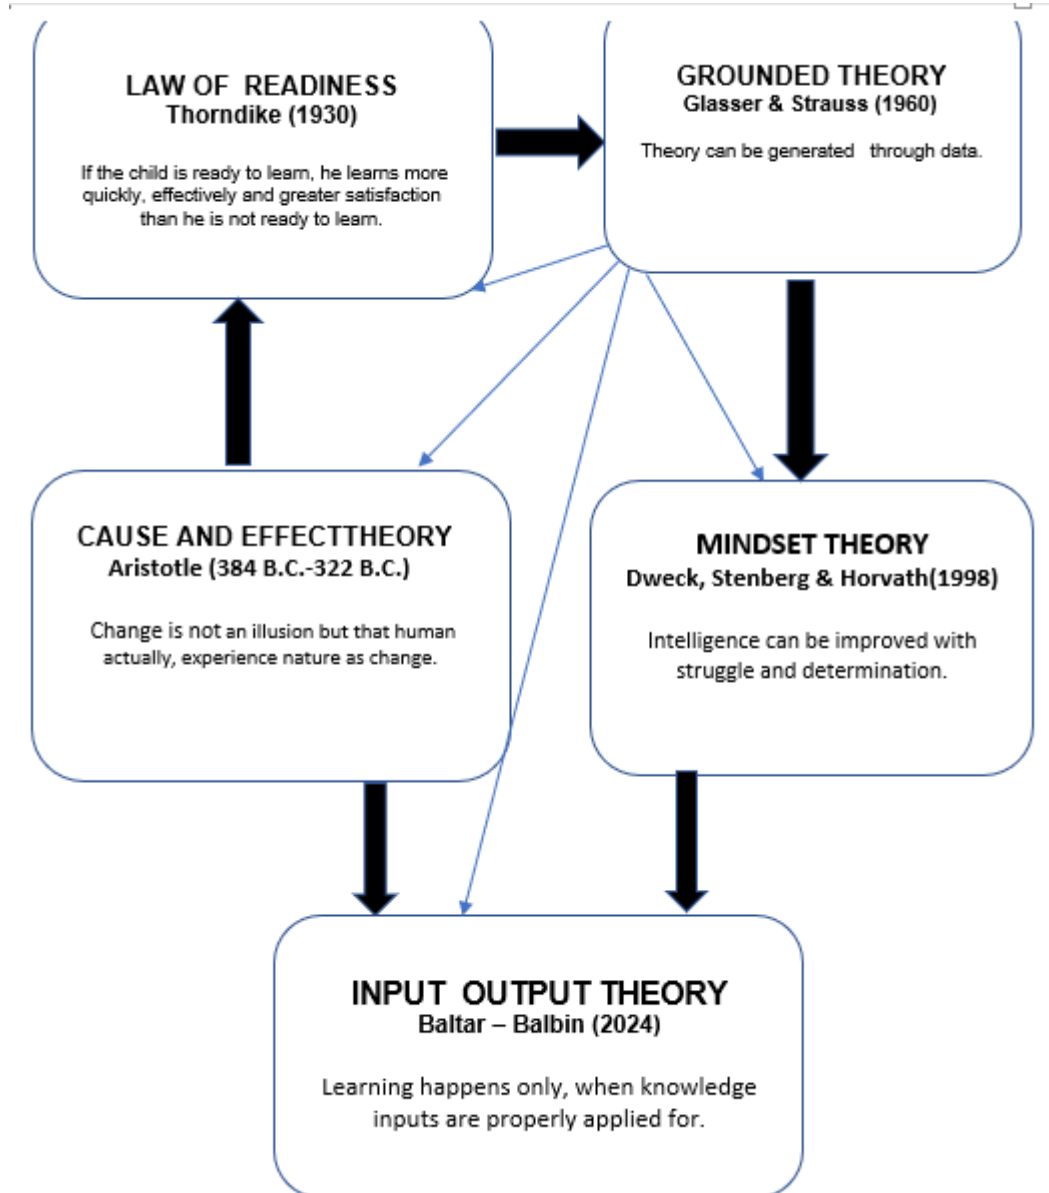 LAW OF READINESS
Thorndike (1930)
If the child is ready to learn, he learns more
quickly, effectively and greater satisfaction
than he is not ready to learn.
GROUNDED THEORY
Glasser & Strauss (1960)
Theory can be generated through data.
CAUSE AND EFFECTTHEORY
Aristotle (384 B.C.-322 B.C.)
Change is not an illusion but that human
actually, experience nature as change.
MINDSET THEORY
Dweck, Stenberg & Horvath(1998)
Intelligence can be improved with
struggle and determination.
INPUT OUTPUT THEORY
Baltar – Balbin (2024)
Learning happens only, when knowledge
inputs are properly applied for.